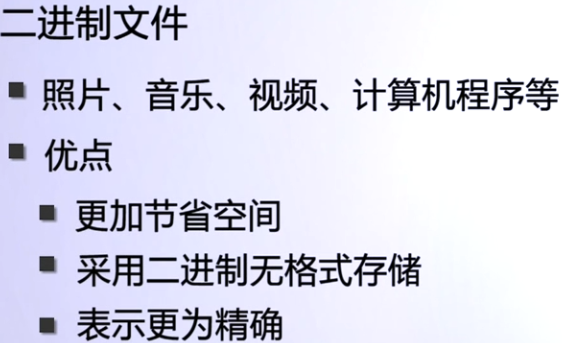 二进制文件
照片、音乐、视频、计算机程序等
优点
更加节省空间
采用二进制无格式存储
表示更为精确